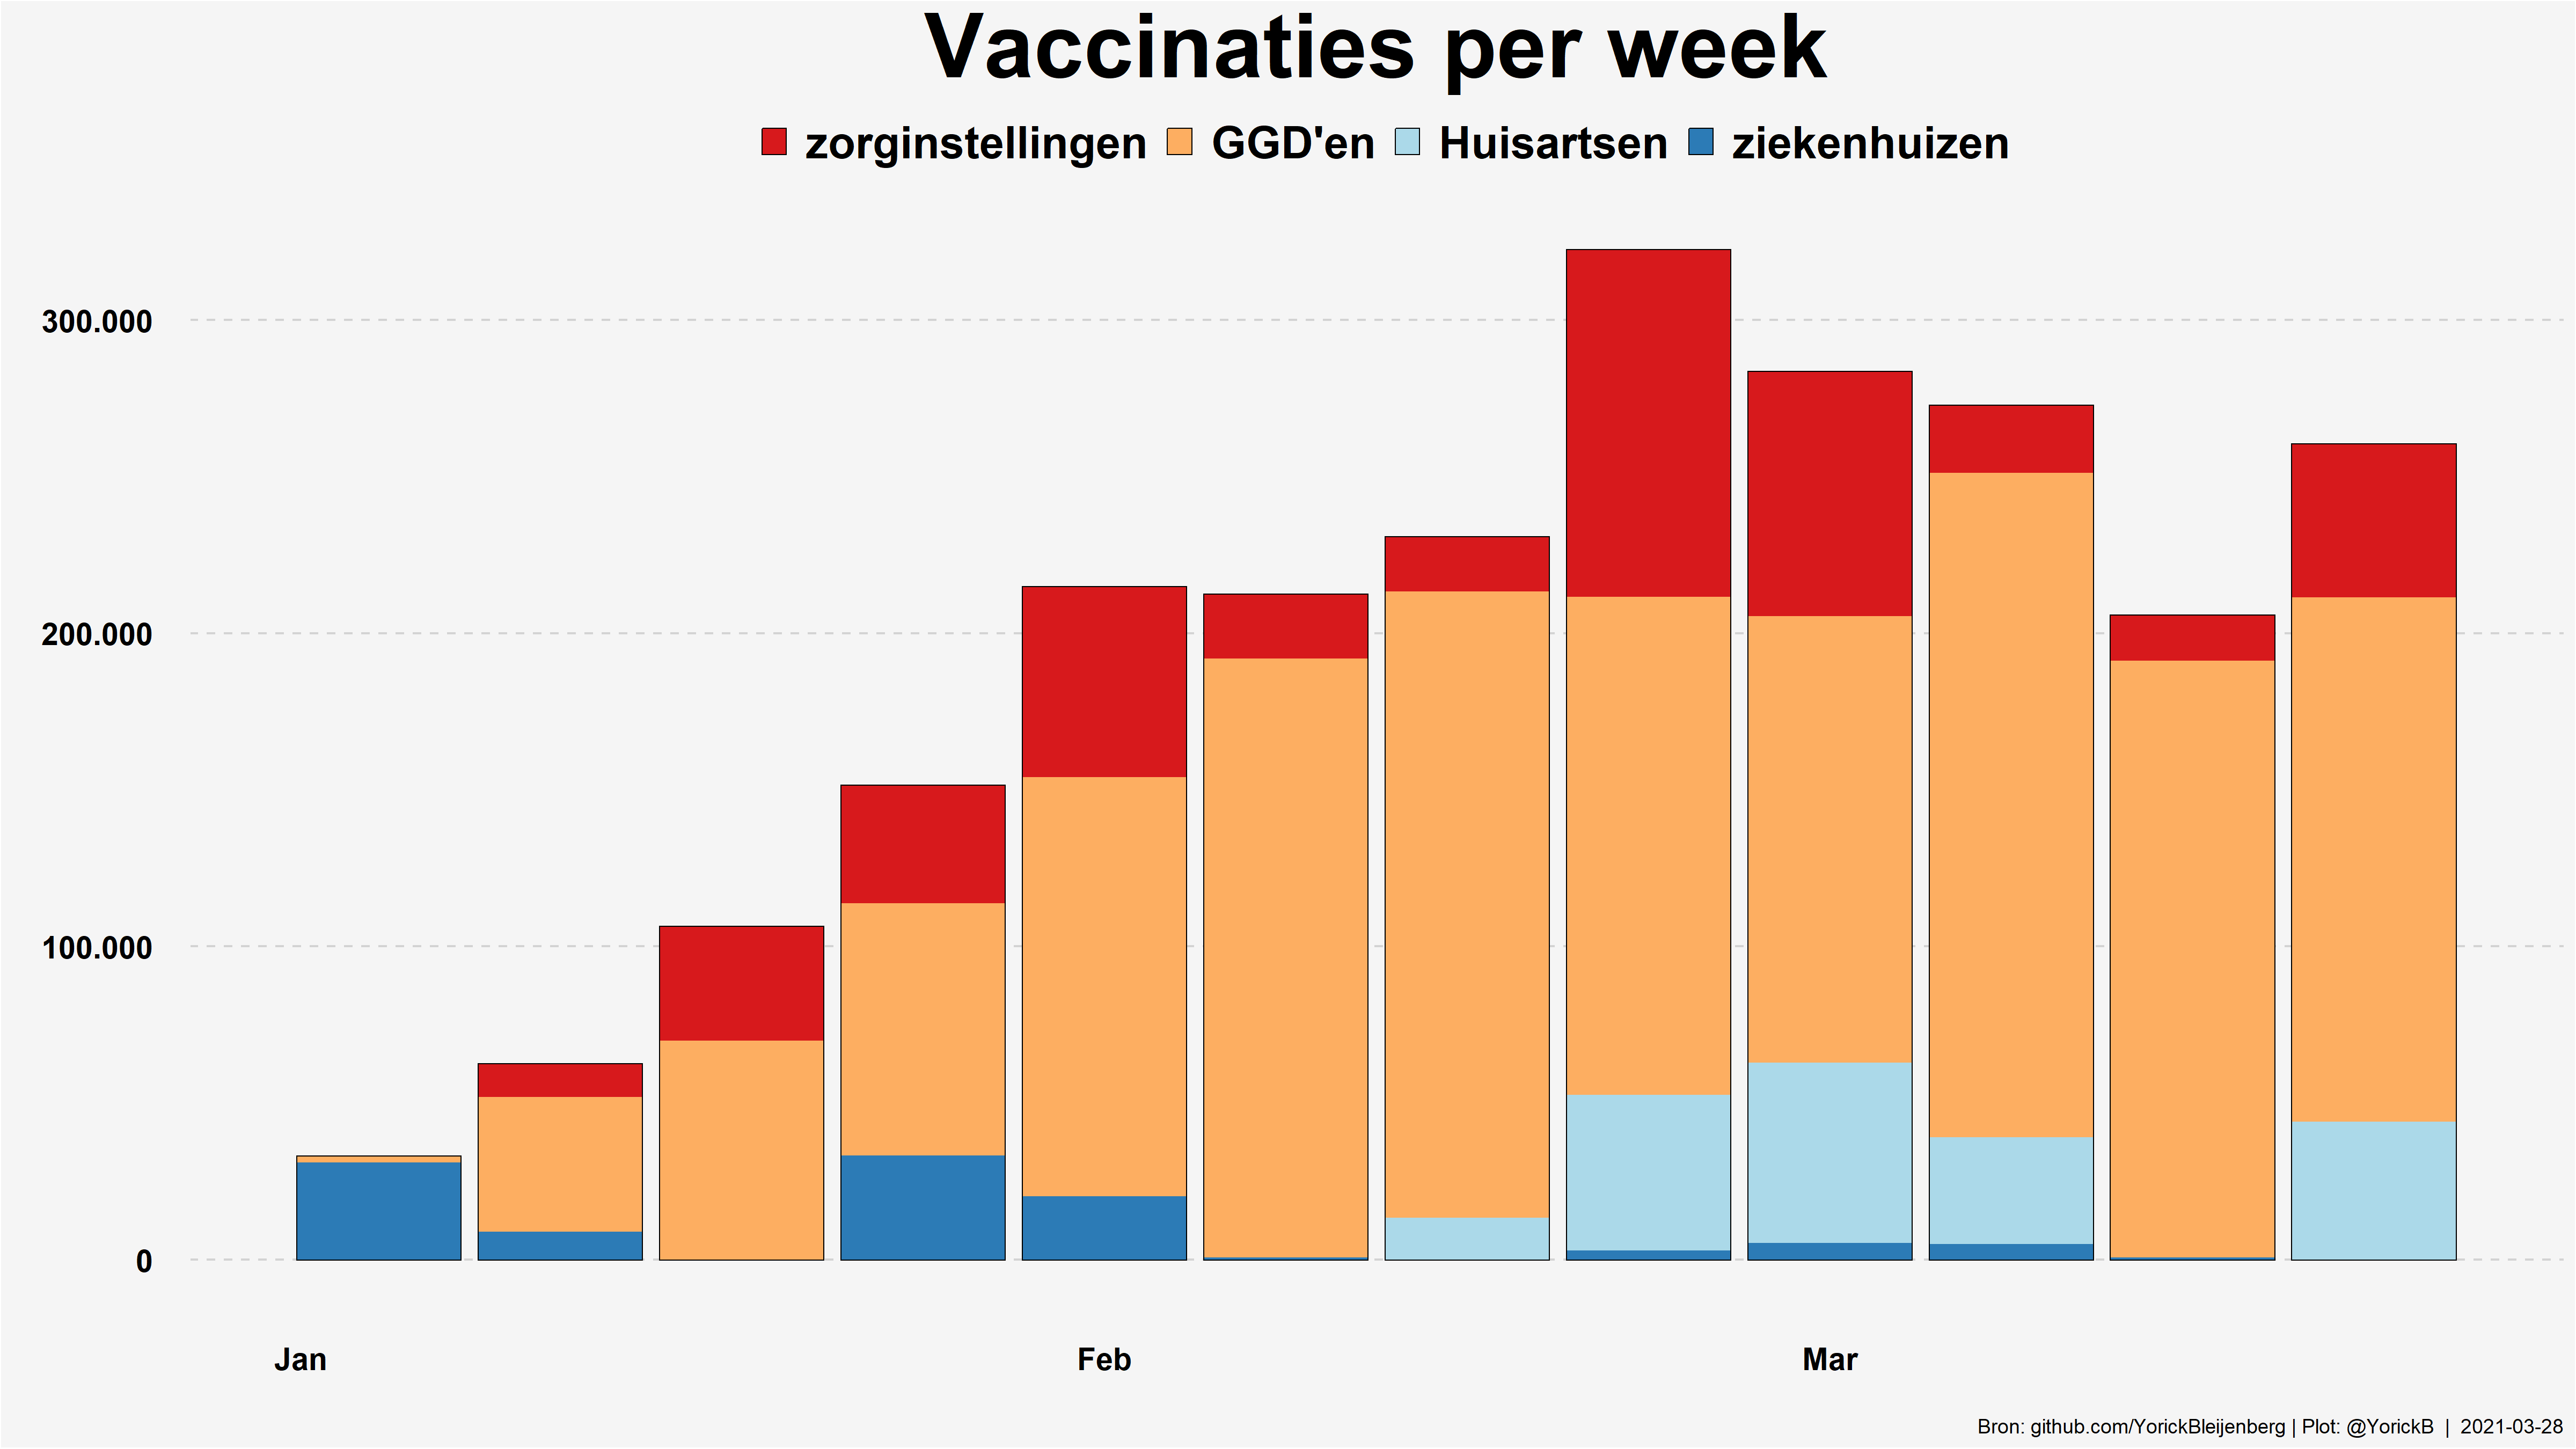 Vaccinaties per week
zorginstellingen GGD'en Huisartsen ziekenhuizen
300.000
200.000
100.000
0
Jan Feb Mar
Bron: github.com/YorickBleijenberg | Plot: @YorickB | 2021-03-28